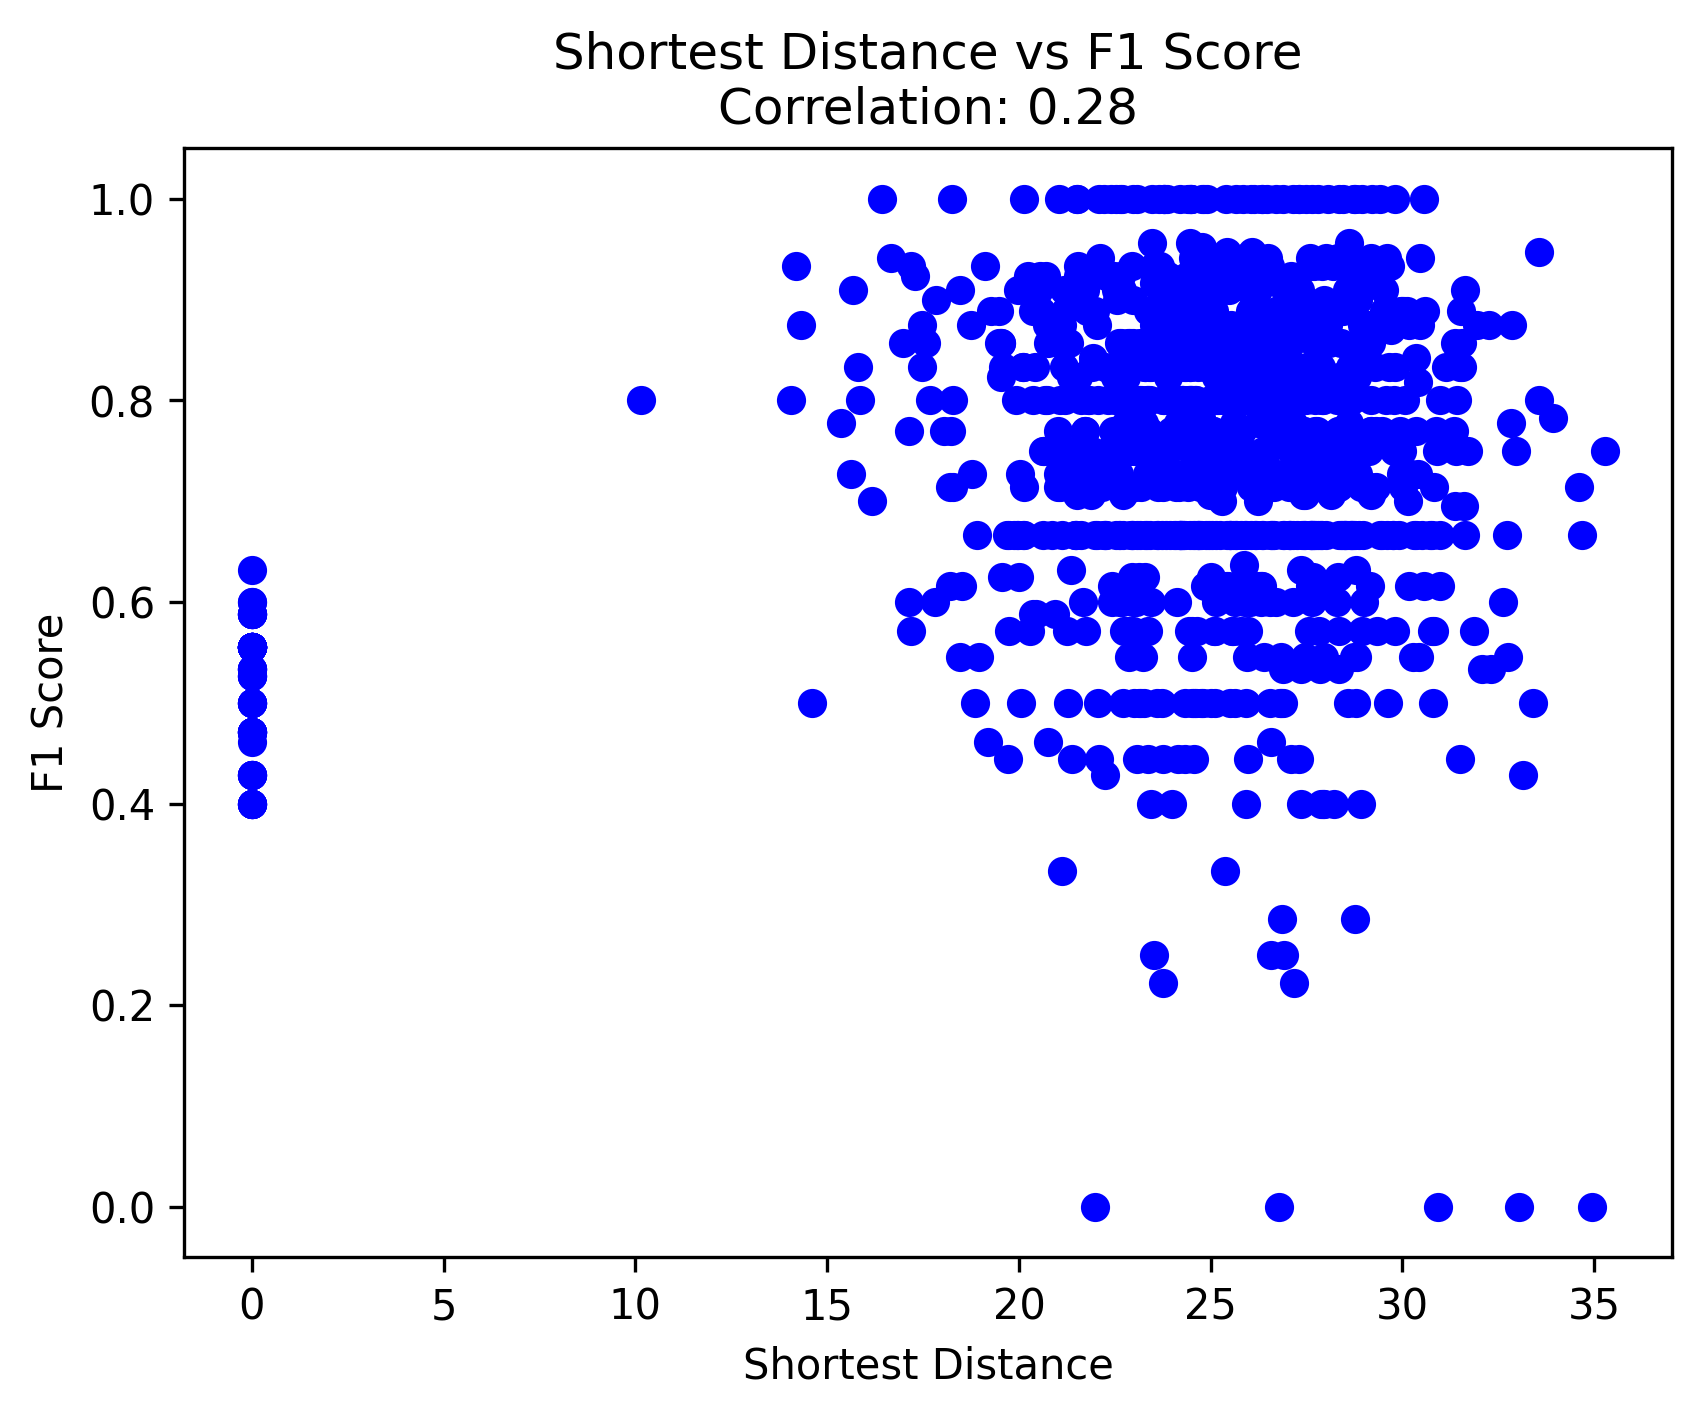 Shortest Distance vs F1 Score
Correlation: 0.28
1.0
0.8
0.6
0.4
0.2
0.0
F1 Score
0 5 10 15 20 25 30 35
Shortest Distance